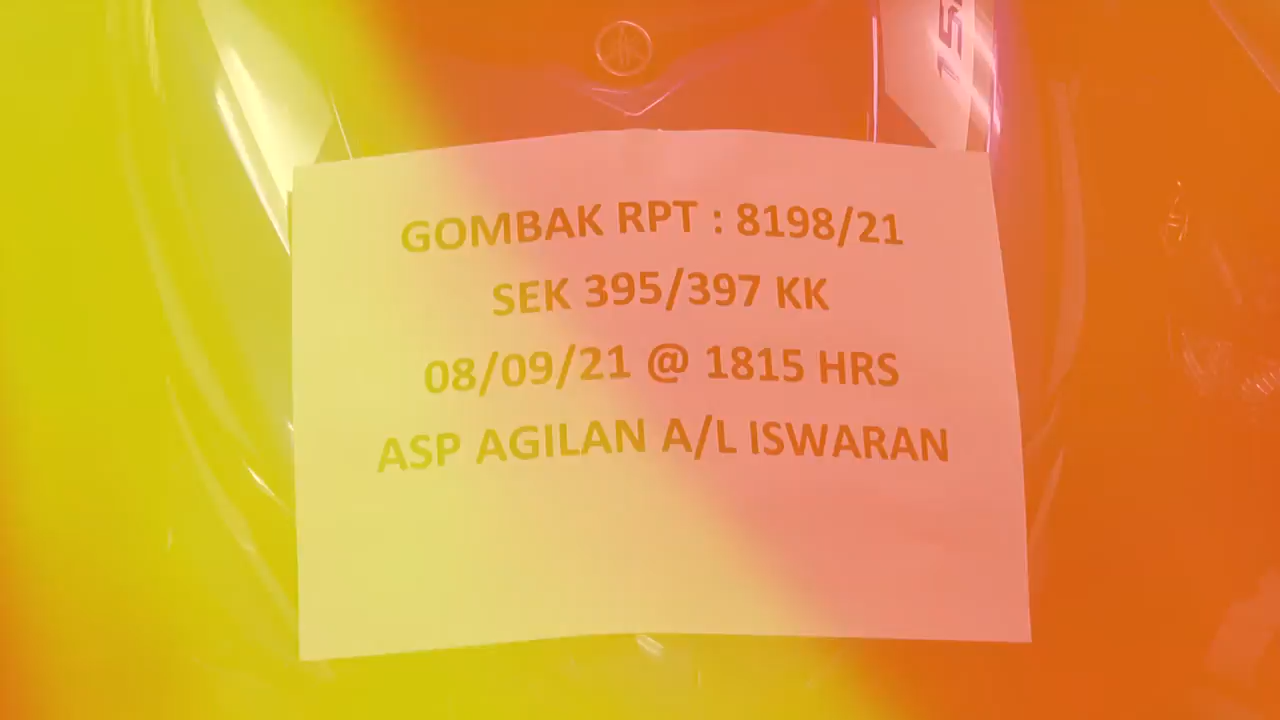 GOMBAK RPT : 8198/21
SEK 395/397 KK
08/09/21 @ 1815 HRS
ASP AGILAN A/L ISWARAN